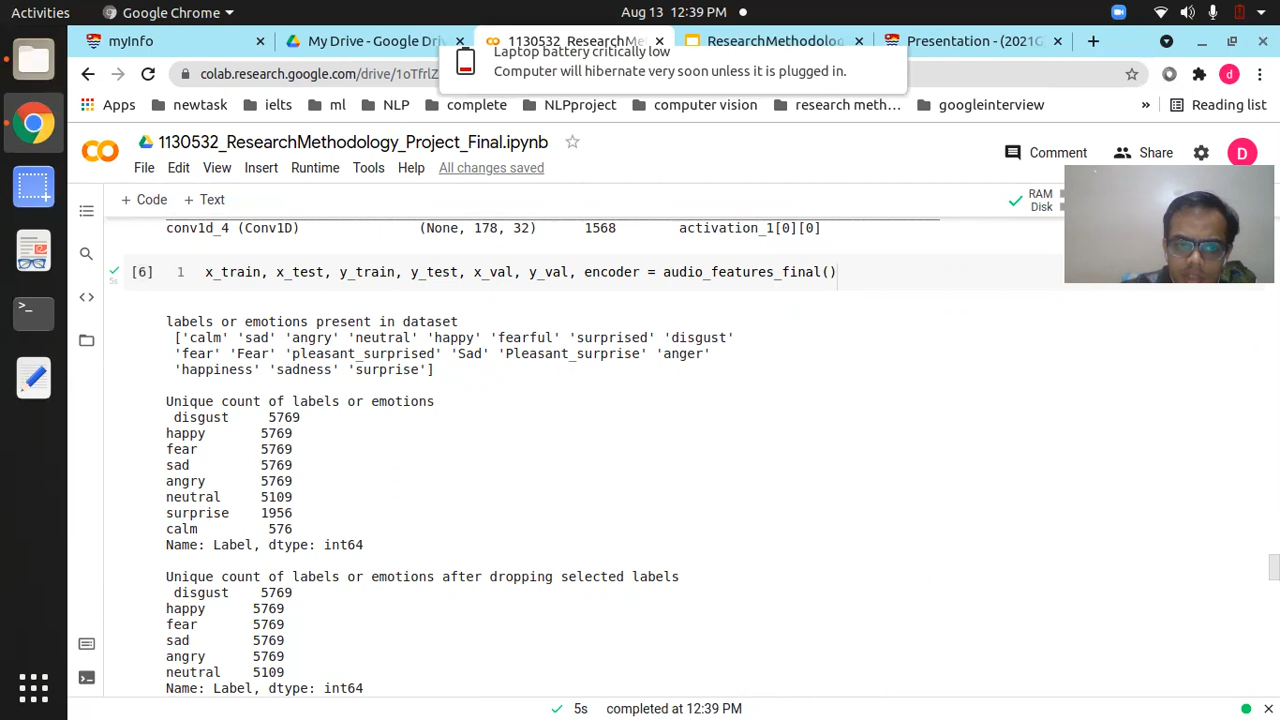 Activities
Google Chrome
Aug 13 12:39 PM
myInfo
My Drive - Google Dri
1130532_ResearchMe
ResearchMethodolog
Presentation - (2021G
Laptop battery critically low
Computer will hibernate very soon unless it is plugged in.
colab.research.google.com/drive/1oTfrlZ
d
Apps
newtask
ielts
ml
NLP
complete
NLPproject
computer vision
research meth...
googleinterview
»
Reading list
1130532_ResearchMethodology_Project_Final.ipynb
File Edit View Insert Runtime Tools Help All changes saved
Comment
Share
D
+ Code + Text
RAM
Disk
conv1d_4 (Conv1D) (None, 178, 32) 1568 activation_1[0][0]
[6] 1 x_train, x_test, y_train, y_test, x_val, y_val, encoder = audio_features_final()
5s
labels or emotions present in dataset
['calm' 'sad' 'angry' 'neutral' 'happy' 'fearful' 'surprised' 'disgust'
'fear' 'Fear' 'pleasant_surprised' 'Sad' 'Pleasant_surprise' 'anger'
'happiness' 'sadness' 'surprise']
Unique count of labels or emotions
disgust 5769
happy 5769
fear 5769
sad 5769
angry 5769
neutral 5109
surprise 1956
calm 576
Name: Label, dtype: int64
Unique count of labels or emotions after dropping selected labels
disgust 5769
happy 5769
fear 5769
sad 5769
angry 5769
neutral 5109
Name: Label, dtype: int64
5s completed at 12:39 PM